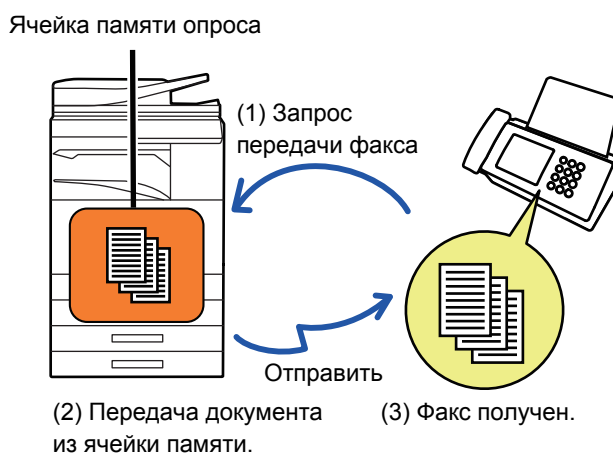 Ячейка памяти опроса
(1) Запрос
передачи факса
Отправить
(2) Передача документа
из ячейки памяти.
(3) Факс получен.